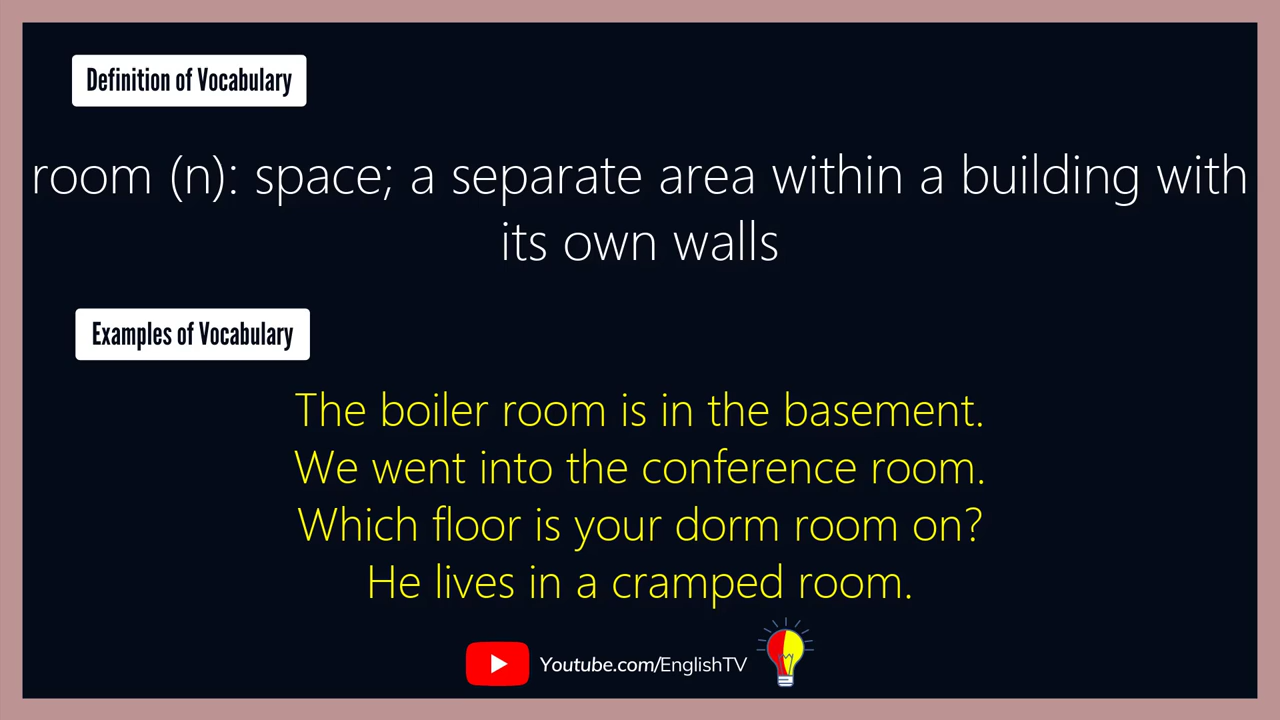 Definition of Vocabulary
room (n): space; a separate area within a building with
its own walls
Examples of Vocabulary
The boiler room is in the basement.
We went into the conference room.
Which floor is your dorm room on?
He lives in a cramped room.
Youtube.com/EnglishTV